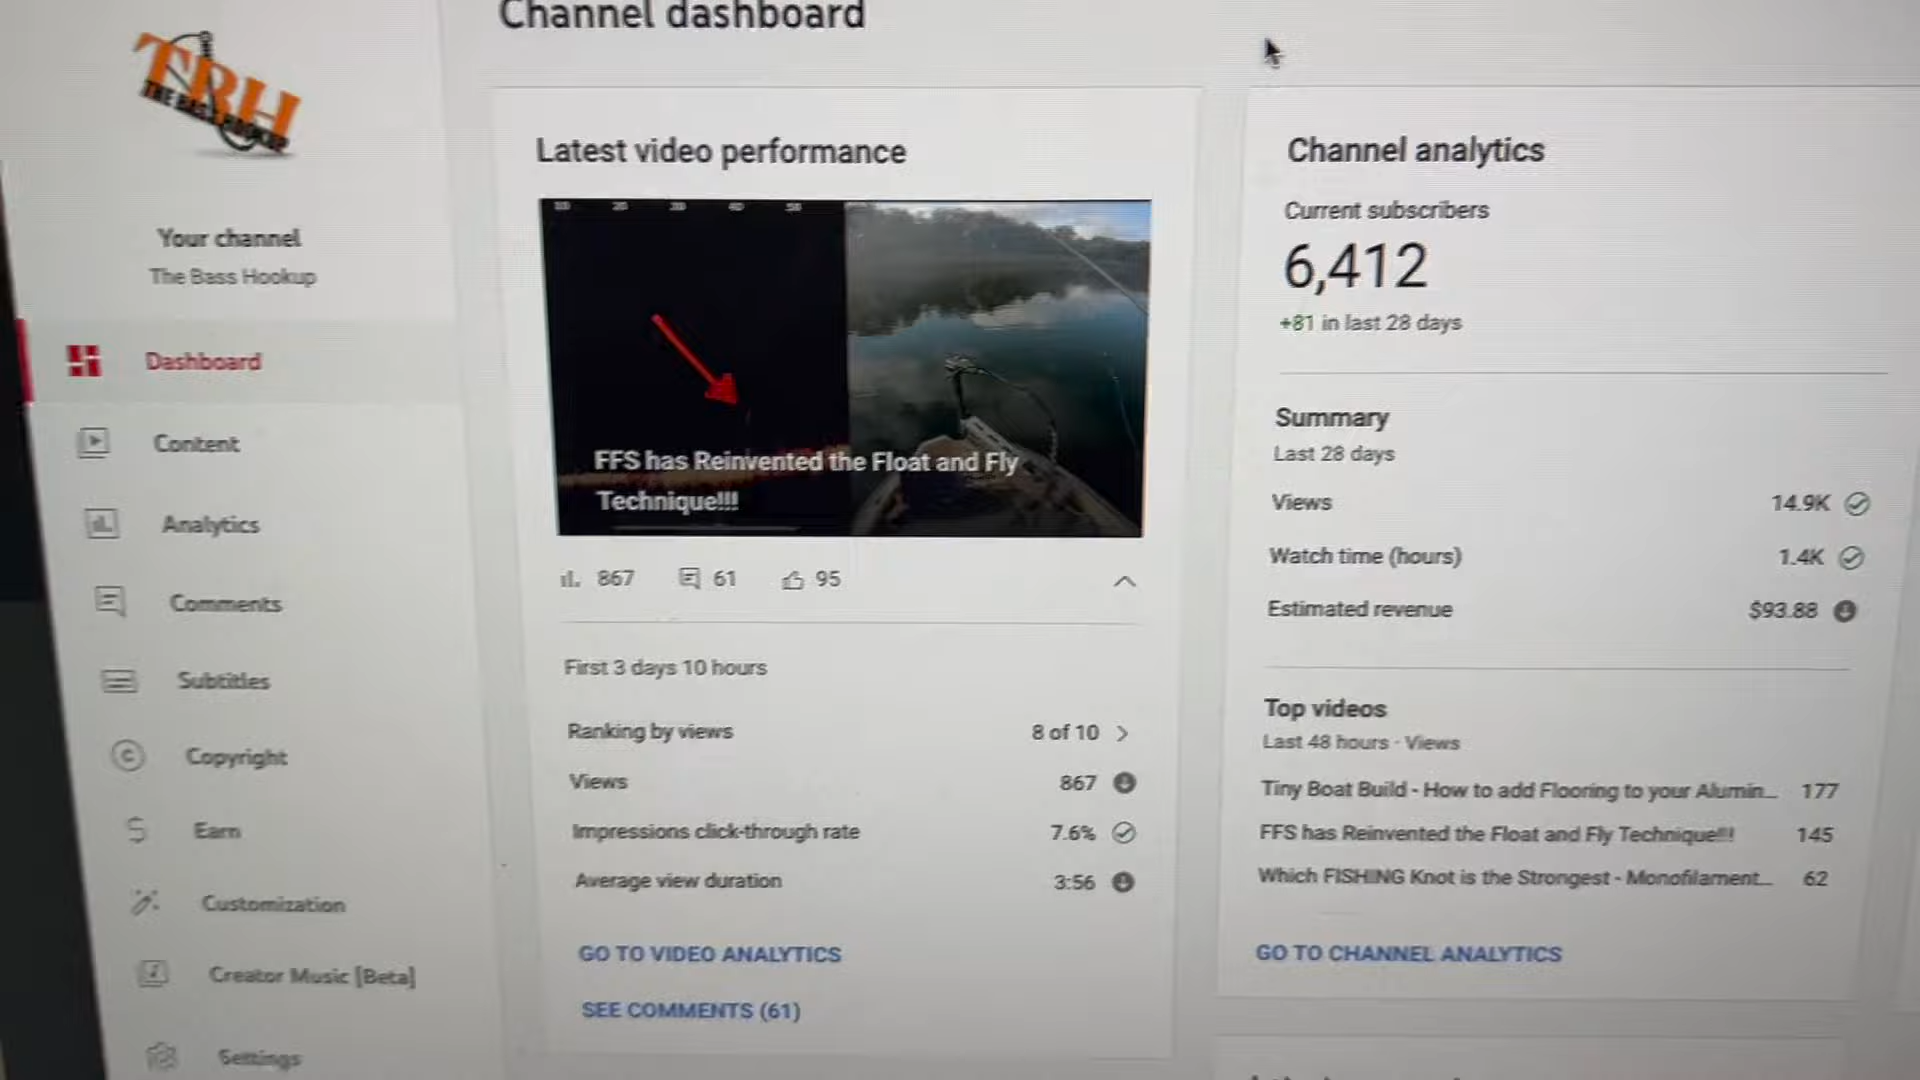 Channel dashboard
TBH
THE BASS HOOKUP
Your channel
The Bass Hookup
Dashboard
Content
Analytics
Comments
Subtitles
Copyright
Earn
Customization
Creator Music [Beta]
Settings
Latest video performance
10 20 30 40 50
FFS has Reinvented the Float and Fly
Technique!!!
867 61 95
First 3 days 10 hours
Ranking by views 8 of 10
Views 867
Impressions click-through rate 7.6%
Average view duration 3:56
GO TO VIDEO ANALYTICS
SEE COMMENTS (61)
Channel analytics
Current subscribers
6,412
+81 in last 28 days
Summary
Last 28 days
Views 14.9K
Watch time (hours) 1.4K
Estimated revenue $93.88
Top videos
Last 48 hours · Views
Tiny Boat Build - How to add Flooring to your Alumin... 177
FFS has Reinvented the Float and Fly Technique!!! 145
Which FISHING Knot is the Strongest - Monofilament... 62
GO TO CHANNEL ANALYTICS